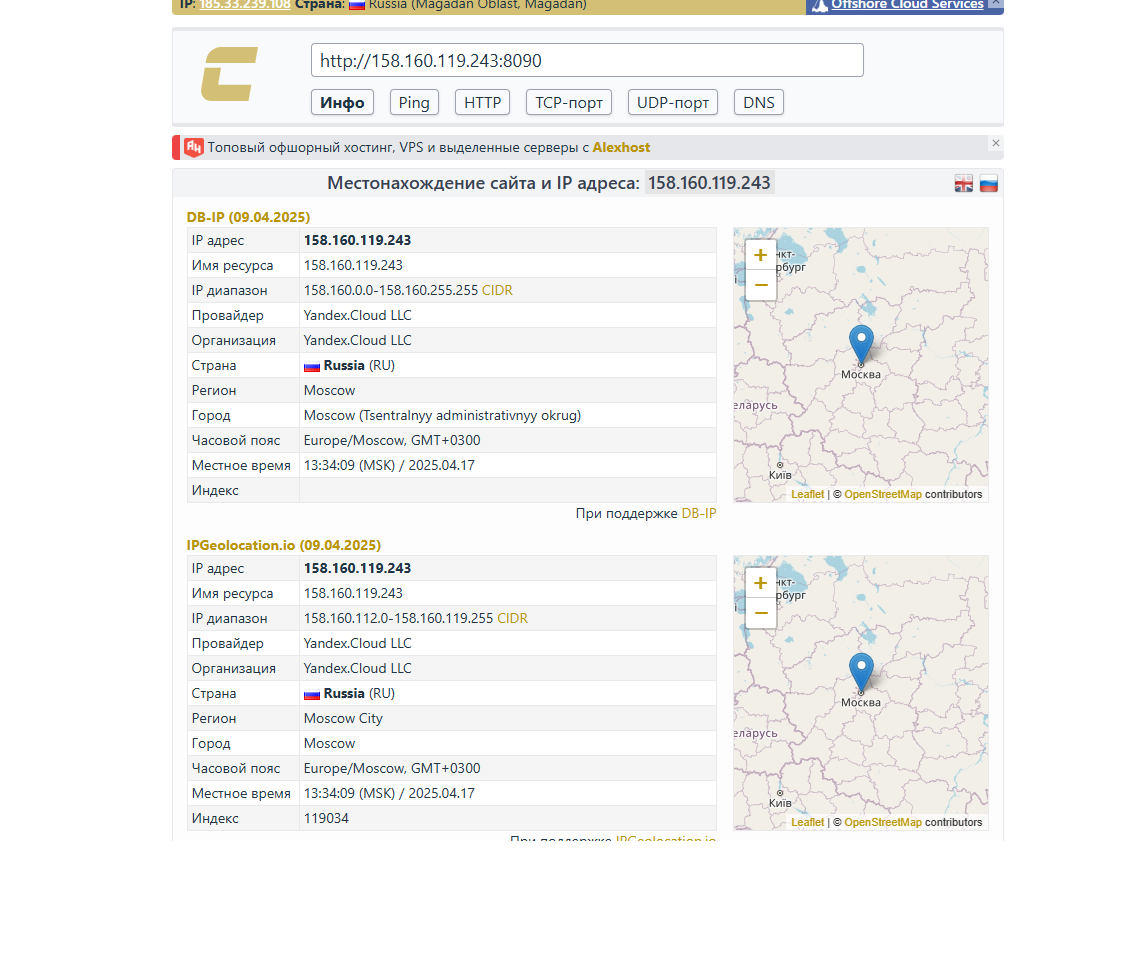 IP: 185.33.239.108 Страна: Russia (Magadan Oblast, Magadan)
Offshore Cloud Services
http://158.160.119.243:8090
Инфо Ping HTTP TCP-порт UDP-порт DNS
Топовый офшорный хостинг, VPS и выделенные серверы с Alexhost
Местонахождение сайта и IP адреса: 158.160.119.243
DB-IP (09.04.2025)
IP адрес 158.160.119.243
Имя ресурса 158.160.119.243
IP диапазон 158.160.0.0-158.160.255.255 CIDR
Провайдер Yandex.Cloud LLC
Организация Yandex.Cloud LLC
Страна Russia (RU)
Регион Moscow
Город Moscow (Tsentralnyy administrativnyy okrug)
Часовой пояс Europe/Moscow, GMT+0300
Местное время 13:34:09 (MSK) / 2025.04.17
Индекс
+
−
нкт-
рбург
Москва
еларусь
Київ
Leaflet | © OpenStreetMap contributors
При поддержке DB-IP
IPGeolocation.io (09.04.2025)
IP адрес 158.160.119.243
Имя ресурса 158.160.119.243
IP диапазон 158.160.112.0-158.160.119.255 CIDR
Провайдер Yandex.Cloud LLC
Организация Yandex.Cloud LLC
Страна Russia (RU)
Регион Moscow City
Город Moscow
Часовой пояс Europe/Moscow, GMT+0300
Местное время 13:34:09 (MSK) / 2025.04.17
Индекс 119034
+
−
нкт-
рбург
Москва
еларусь
Київ
Leaflet | © OpenStreetMap contributors
При поддержке IPGeolocation.io